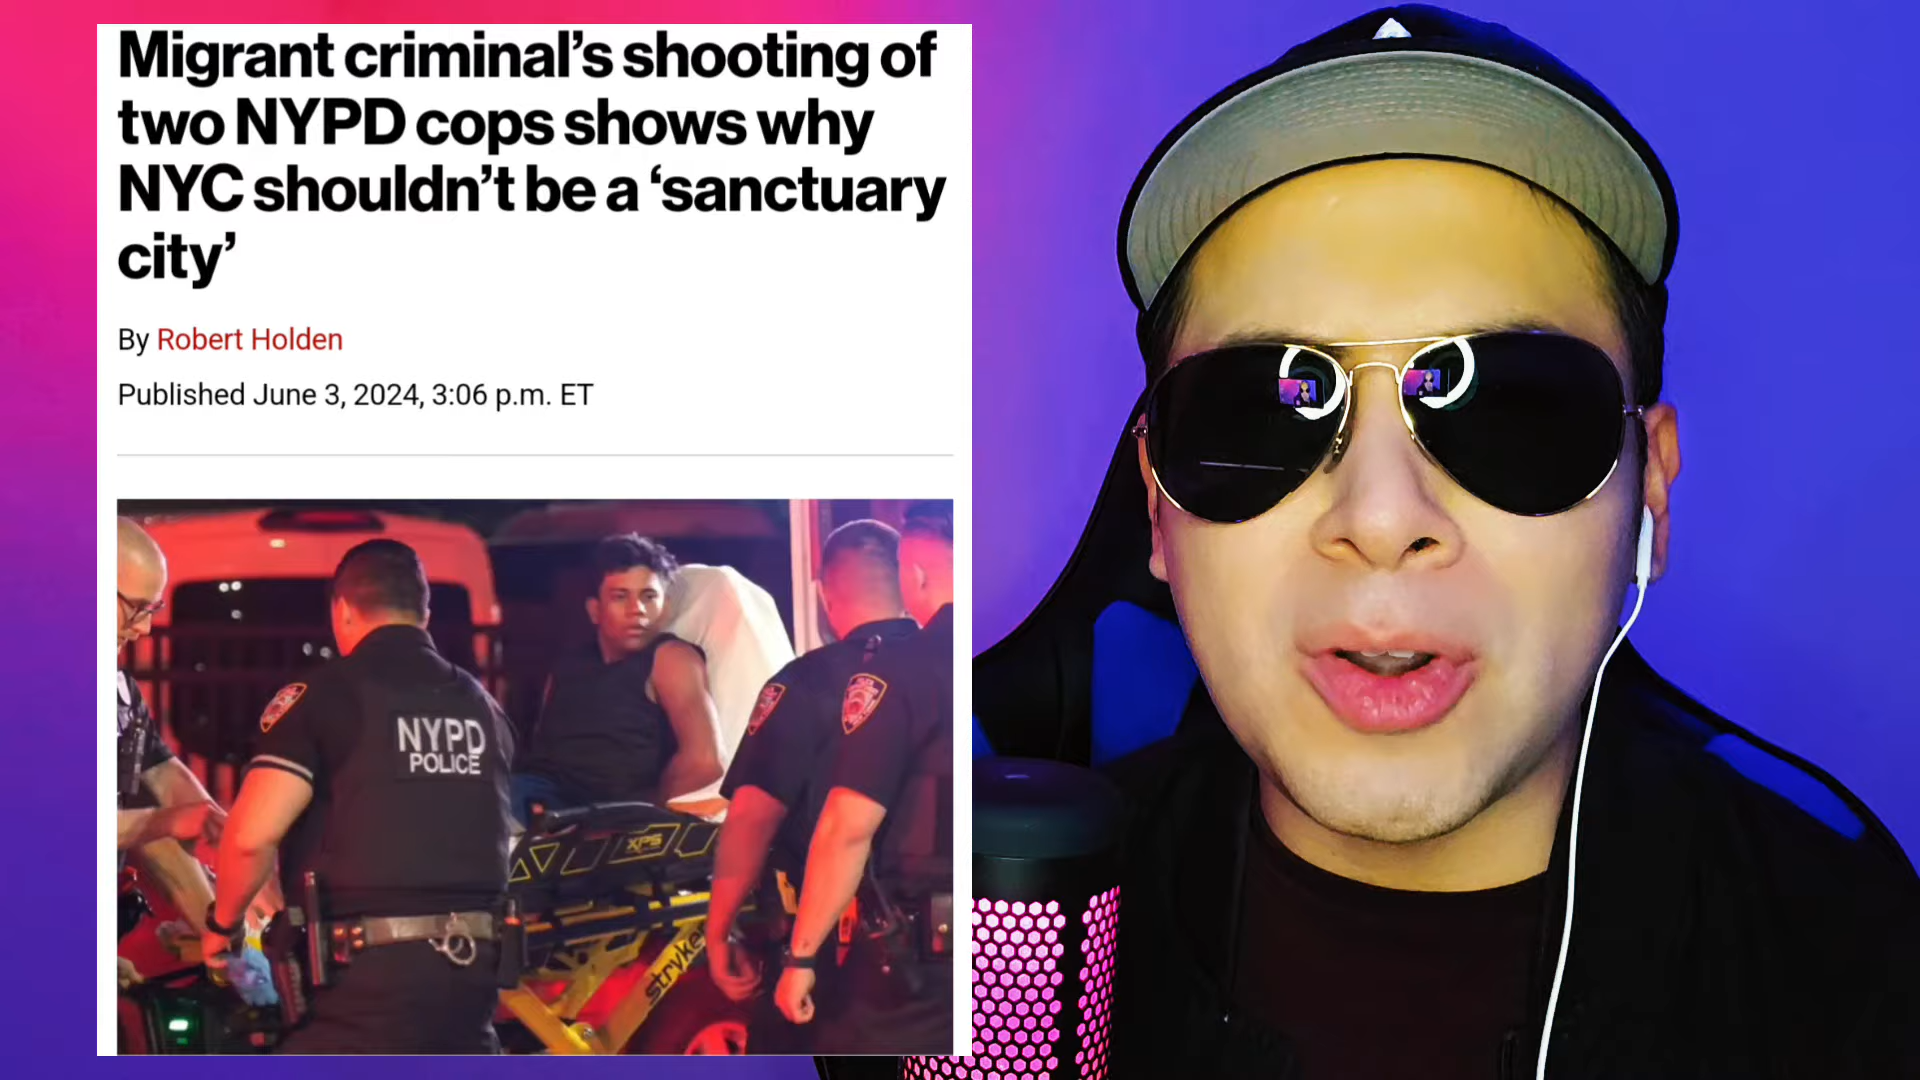 Migrant criminal’s shooting of
two NYPD cops shows why
NYC shouldn’t be a ‘sanctuary
city’
By Robert Holden
Published June 3, 2024, 3:06 p.m. ET
NYPD
POLICE
XPS
stryker